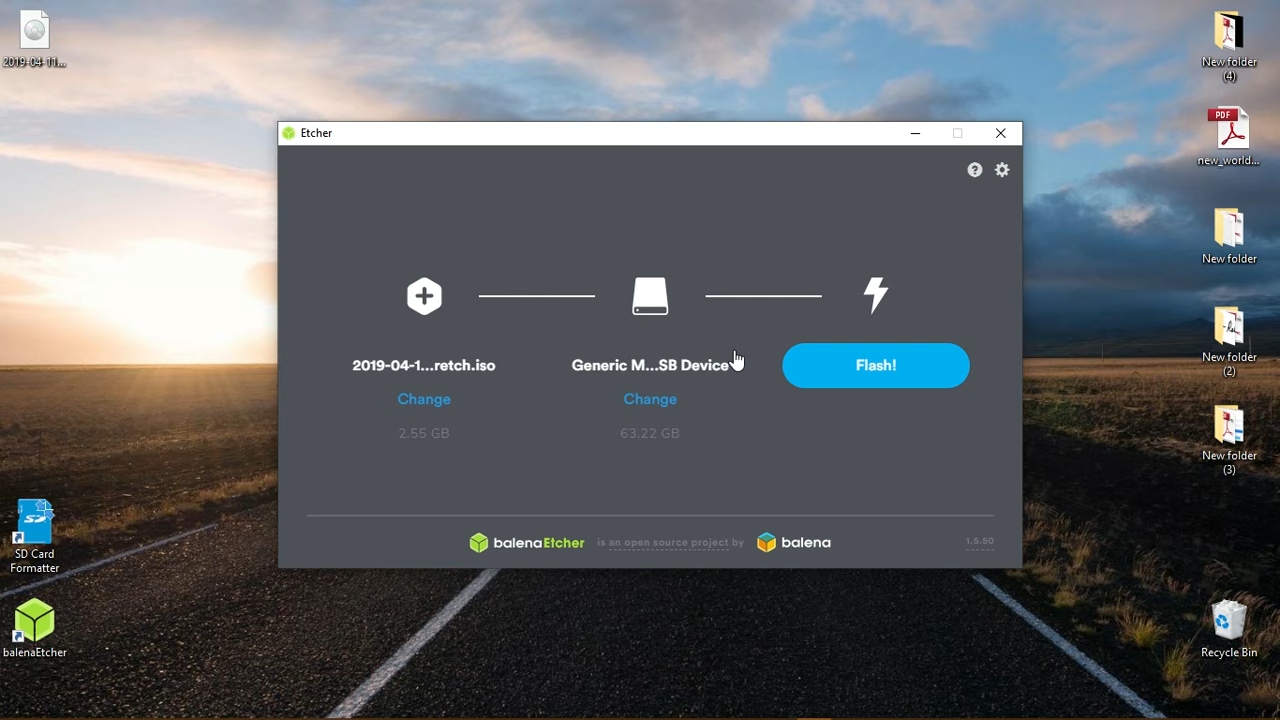 2019-04-11...
SD Card
Formatter
balenaEtcher
Etcher
2019-04-1...retch.iso
Change
2.55 GB
Generic M...SB Device
Change
63.22 GB
Flash!
balenaEtcher is an open source project by balena
1.5.50
New folder
(4)
PDF
new_world...
New folder
New folder
(2)
New folder
(3)
Recycle Bin